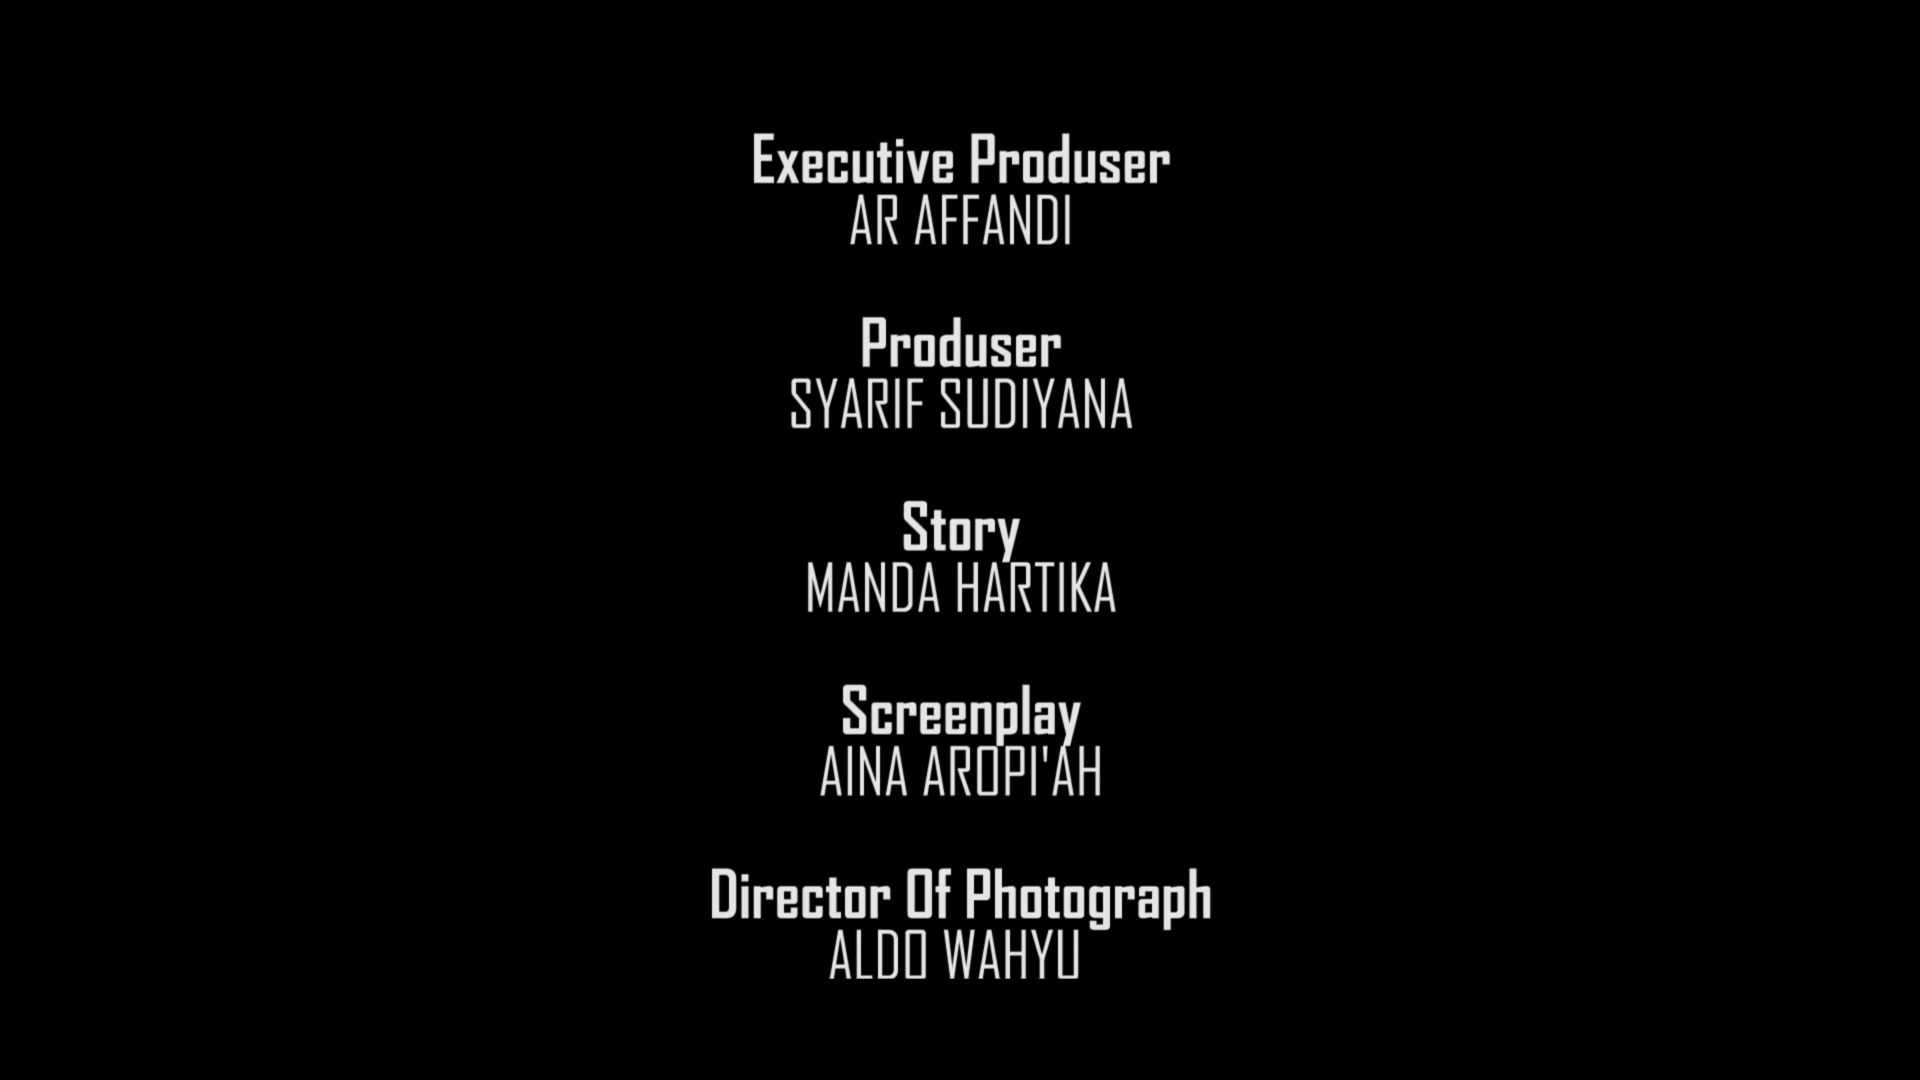 Executive Produser
AR AFFANDI
Produser
SYARIF SUDIYANA
Story
MANDA HARTIKA
Screenplay
AINA AROPI'AH
Director Of Photograph
ALDO WAHYU